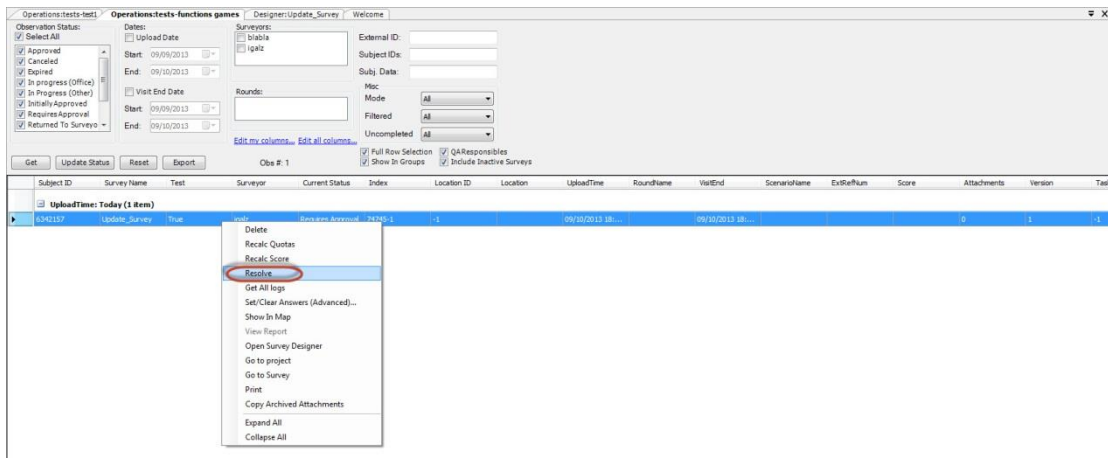 Operations:tests-test1 Operations:tests-functions games Designer:Update_Survey Welcome
Observation Status:
Select All
Approved
Canceled
Expired
In progress (Office)
In Progress (Other)
InitiallyApproved
RequiresApproval
Returned To Surveyo
Dates:
Upload Date
Start: 09/09/2013
End: 09/10/2013
Visit End Date
Start: 09/09/2013
End: 09/10/2013
Surveyors:
blabla
igalz
Rounds:
Edit my columns... Edit all columns...
External ID:
Subject IDs:
Subj. Data:
Misc
Mode All
Filtered All
Uncompleted All
Full Row Selection QAResponsibles
Show In Groups Include Inactive Surveys
Get Update Status Reset Export Obs #: 1
Subject ID Survey Name Test Surveyor Current Status Index Location ID Location UploadTime RoundName VisitEnd ScenarioName ExtRefNum Score Attachments Version Tas
UploadTime: Today (1 item)
6342157 Update_Survey True igalz Requires Approval 74745-1 -1 09/10/2013 18:... 09/10/2013 18:... 0 1 -1
Delete
Recalc Quotas
Recalc Score
Resolve
Get All logs
Set/Clear Answers (Advanced)...
Show In Map
View Report
Open Survey Designer
Go to project
Go to Survey
Print
Copy Archived Attachments
Expand All
Collapse All